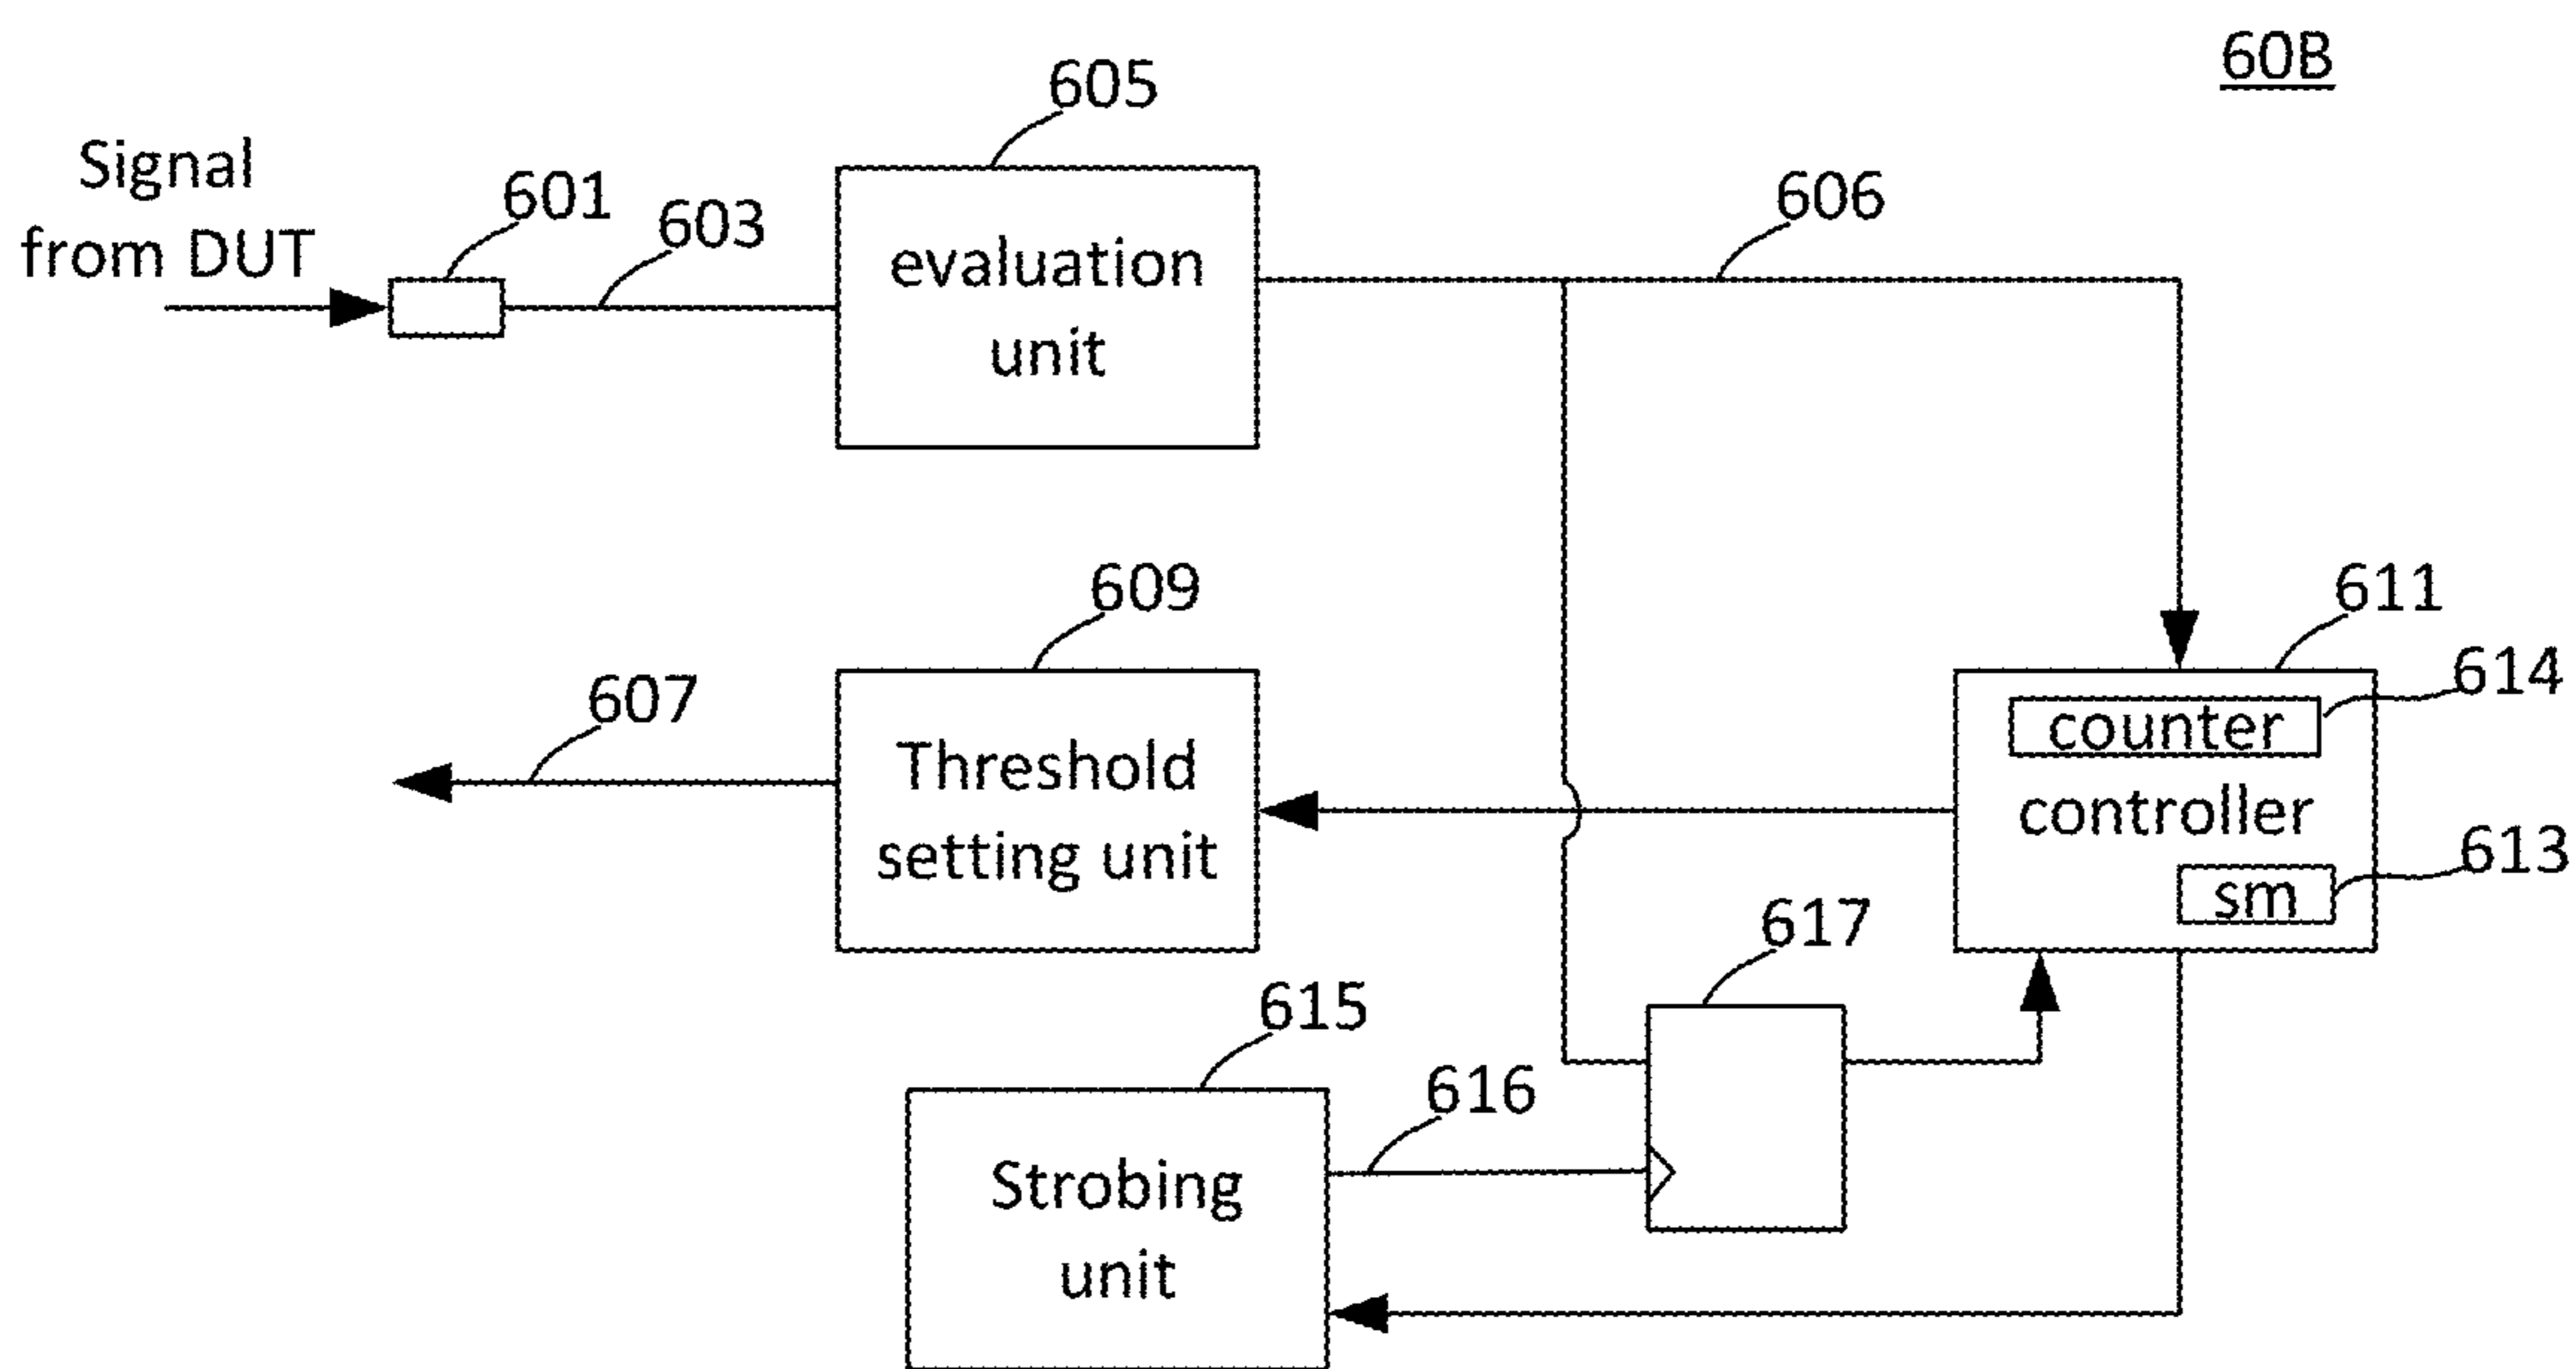 60B
605
Signal
from DUT
601
603
606
evaluation
unit
609
611
607
614
counter
Threshold
setting unit
controller
613
sm
617
615
616
Strobing
unit